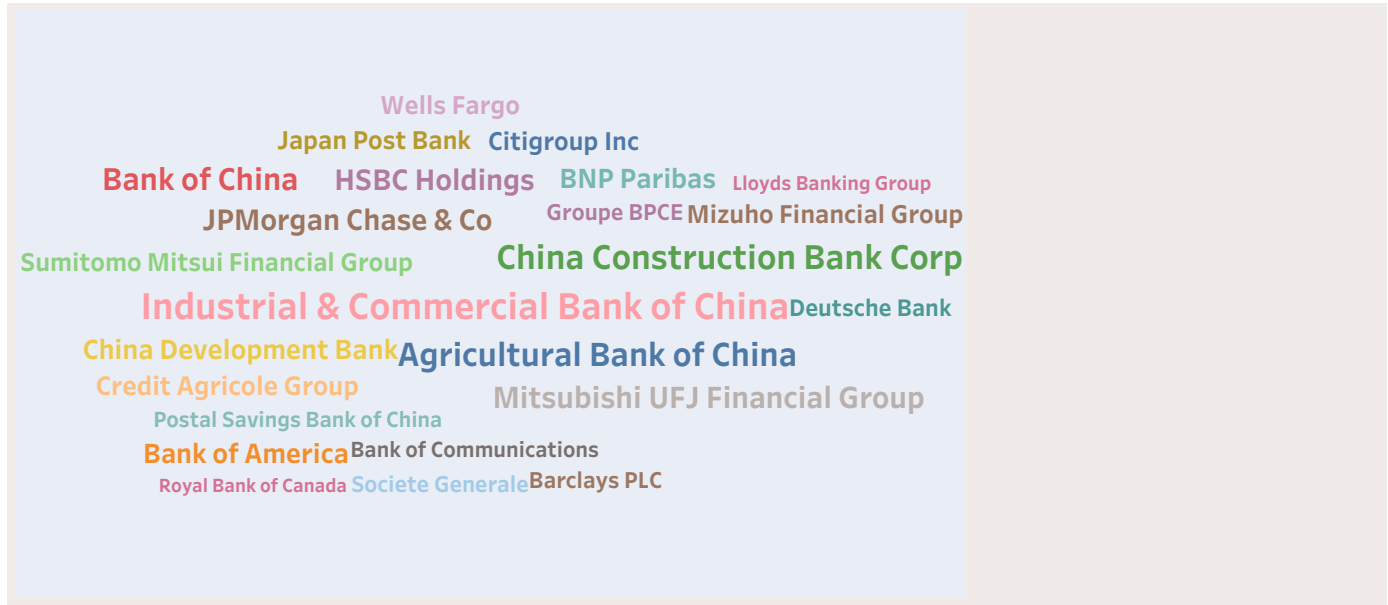 Wells Fargo
Japan Post Bank Citigroup Inc
Bank of China HSBC Holdings BNP Paribas Lloyds Banking Group
JPMorgan Chase & Co Groupe BPCE Mizuho Financial Group
Sumitomo Mitsui Financial Group China Construction Bank Corp
Industrial & Commercial Bank of China Deutsche Bank
China Development Bank Agricultural Bank of China
Credit Agricole Group Mitsubishi UFJ Financial Group
Postal Savings Bank of China
Bank of America Bank of Communications
Royal Bank of Canada Societe Generale Barclays PLC